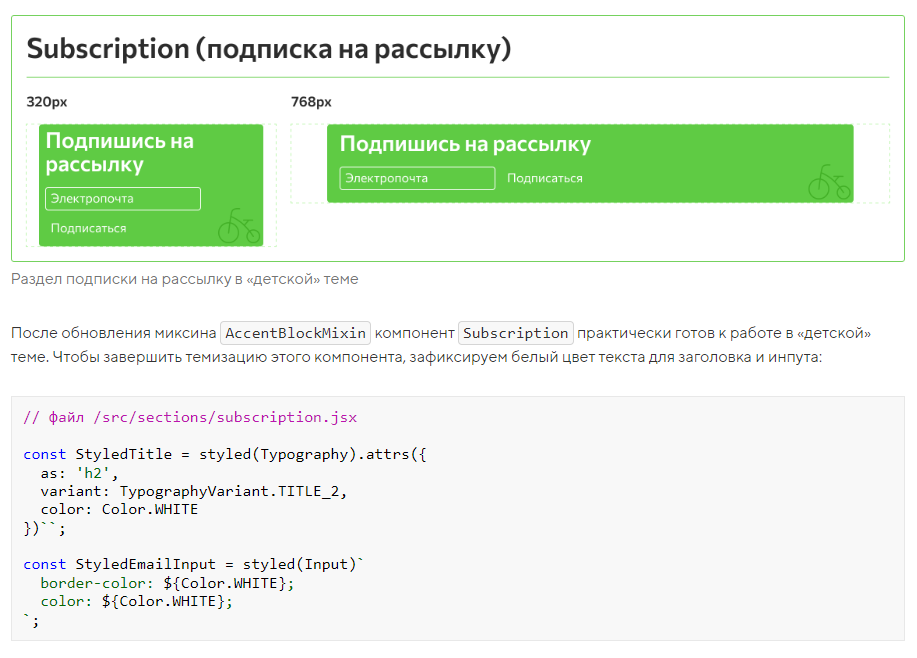 Subscription (подписка на рассылку)
320px
768px
Подпишись на
рассылку
Электропочта
Подписаться
Подпишись на рассылку
Электропочта
Подписаться
Раздел подписки на рассылку в «детской» теме
После обновления миксина AccentBlockMixin компонент Subscription практически готов к работе в «детской»
теме. Чтобы завершить темизацию этого компонента, зафиксируем белый цвет текста для заголовка и инпута:
// файл /src/sections/subscription.jsx
const StyledTitle = styled(Typography).attrs({
  as: 'h2',
  variant: TypographyVariant.TITLE_2,
  color: Color.WHITE
})``;
const StyledEmailInput = styled(Input)`
  border-color: ${Color.WHITE};
  color: ${Color.WHITE};
`;